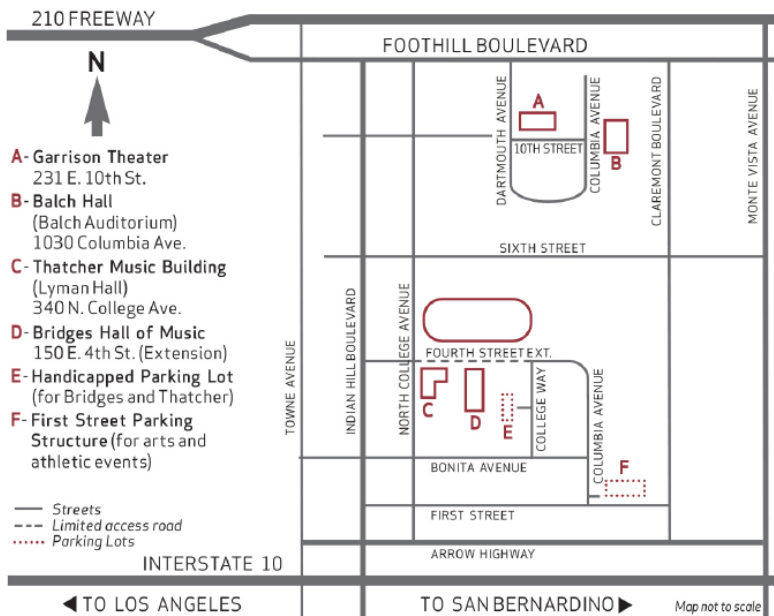 210 FREEWAY
FOOTHILL BOULEVARD
N
A- Garrison Theater
231 E. 10th St.
B- Balch Hall
(Balch Auditorium)
1030 Columbia Ave.
C- Thatcher Music Building
(Lyman Hall)
340 N. College Ave.
D- Bridges Hall of Music
150 E. 4th St. (Extension)
E- Handicapped Parking Lot
(for Bridges and Thatcher)
F- First Street Parking
Structure (for arts and
athletic events)
Streets
Limited access road
Parking Lots
TOWNE AVENUE
INDIAN HILL BOULEVARD
NORTH COLLEGE AVENUE
DARTMOUTH AVENUE
A
10TH STREET
COLUMBIA AVENUE
B
CLAREMONT BOULEVARD
MONTE VISTA AVENUE
SIXTH STREET
FOURTH STREET EXT.
C
D
E
COLLEGE WAY
COLUMBIA AVENUE
F
BONITA AVENUE
FIRST STREET
ARROW HIGHWAY
INTERSTATE 10
TO LOS ANGELES
TO SAN BERNARDINO
Map not to scale